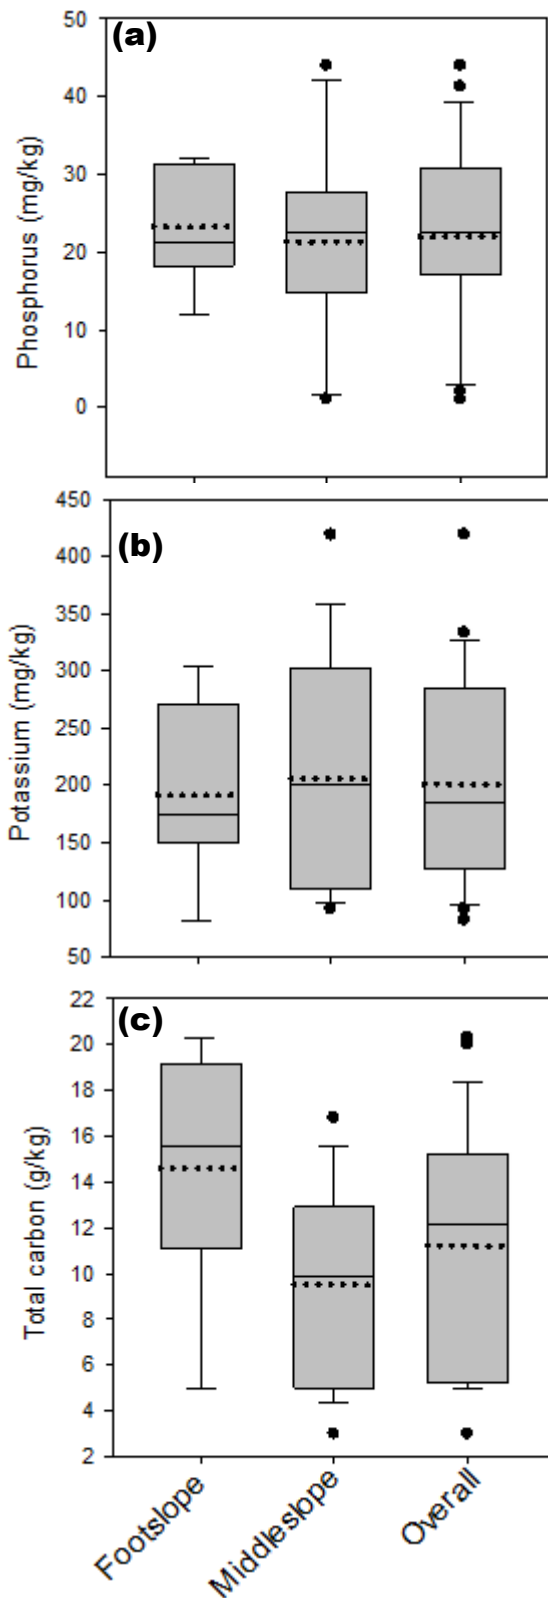 (a)
Phosphorus (mg/kg)
50
40
30
20
10
0
(b)
Potassium (mg/kg)
450
400
350
300
250
200
150
100
50
(c)
Total carbon (g/kg)
22
20
18
16
14
12
10
8
6
4
2
Footslope
Middleslope
Overall